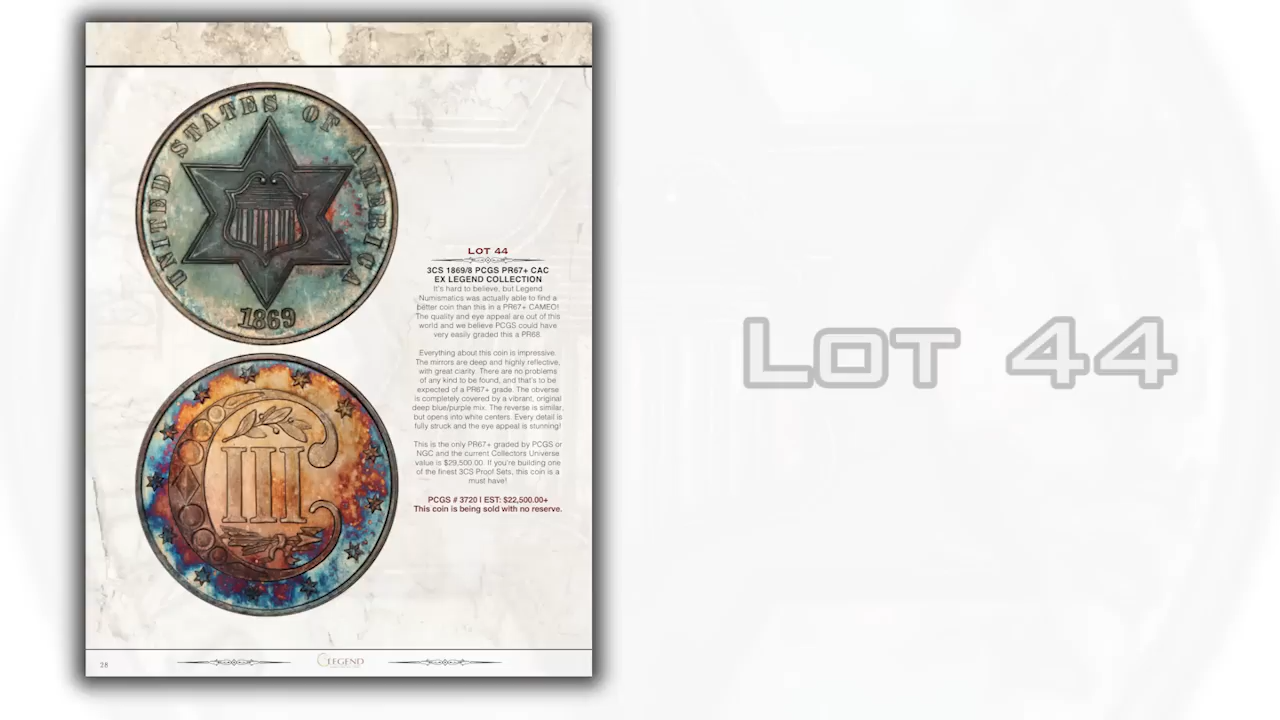 UNITED STATES OF AMERICA
1869
III
LOT 44
3CS 1869/8 PCGS PR67+ CAC
EX LEGEND COLLECTION
It's hard to believe, but Legend
Numismatics was actually able to find a
better coin than this in a PR67+ CAMEO!
The quality and eye appeal are out of this
world and we believe PCGS could have
very easily graded this a PR68.
Everything about this coin is impressive.
The mirrors are deep and highly reflective,
with great clarity. There are no problems
of any kind to be found, and that's to be
expected of a PR67+ grade. The obverse
is completely covered by a vibrant, original
deep blue/purple mix. The reverse is similar,
but opens into white centers. Every detail is
fully struck and the eye appeal is stunning!
This is the only PR67+ graded by PCGS or
NGC and the current Collectors Universe
value is $29,500.00. If you're building one
of the finest 3CS Proof Sets, this coin is a
must have!
PCGS # 3720 | EST: $22,500.00+
This coin is being sold with no reserve.
28
LEGEND
LOT 44